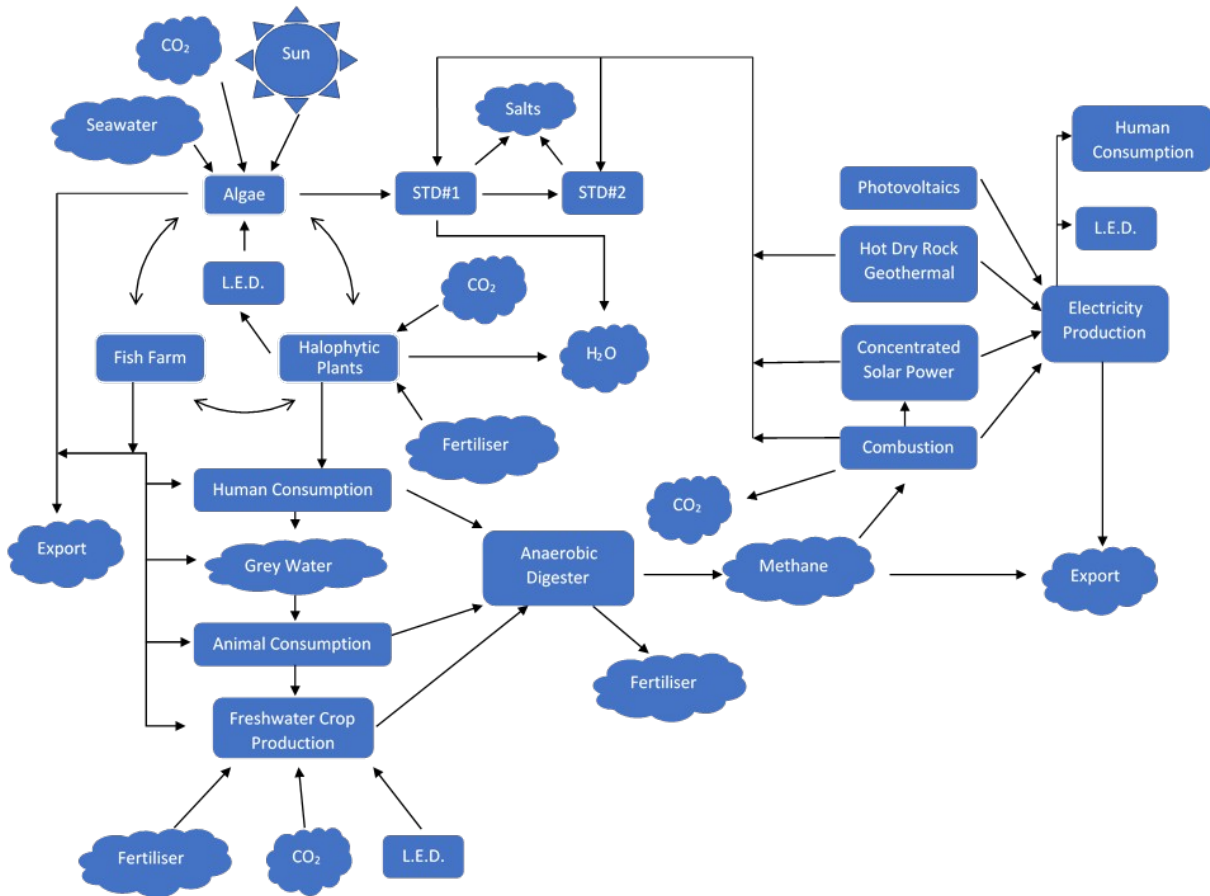 CO₂
Sun
Seawater
Salts
Human
Consumption
Algae
STD#1
STD#2
Photovoltaics
L.E.D.
Hot Dry Rock
Geothermal
L.E.D.
CO₂
Electricity
Production
Fish Farm
Halophytic
Plants
H₂O
Concentrated
Solar Power
Fertiliser
Combustion
Human Consumption
CO₂
Export
Grey Water
Anaerobic
Digester
Methane
Export
Animal Consumption
Fertiliser
Freshwater Crop
Production
Fertiliser
CO₂
L.E.D.